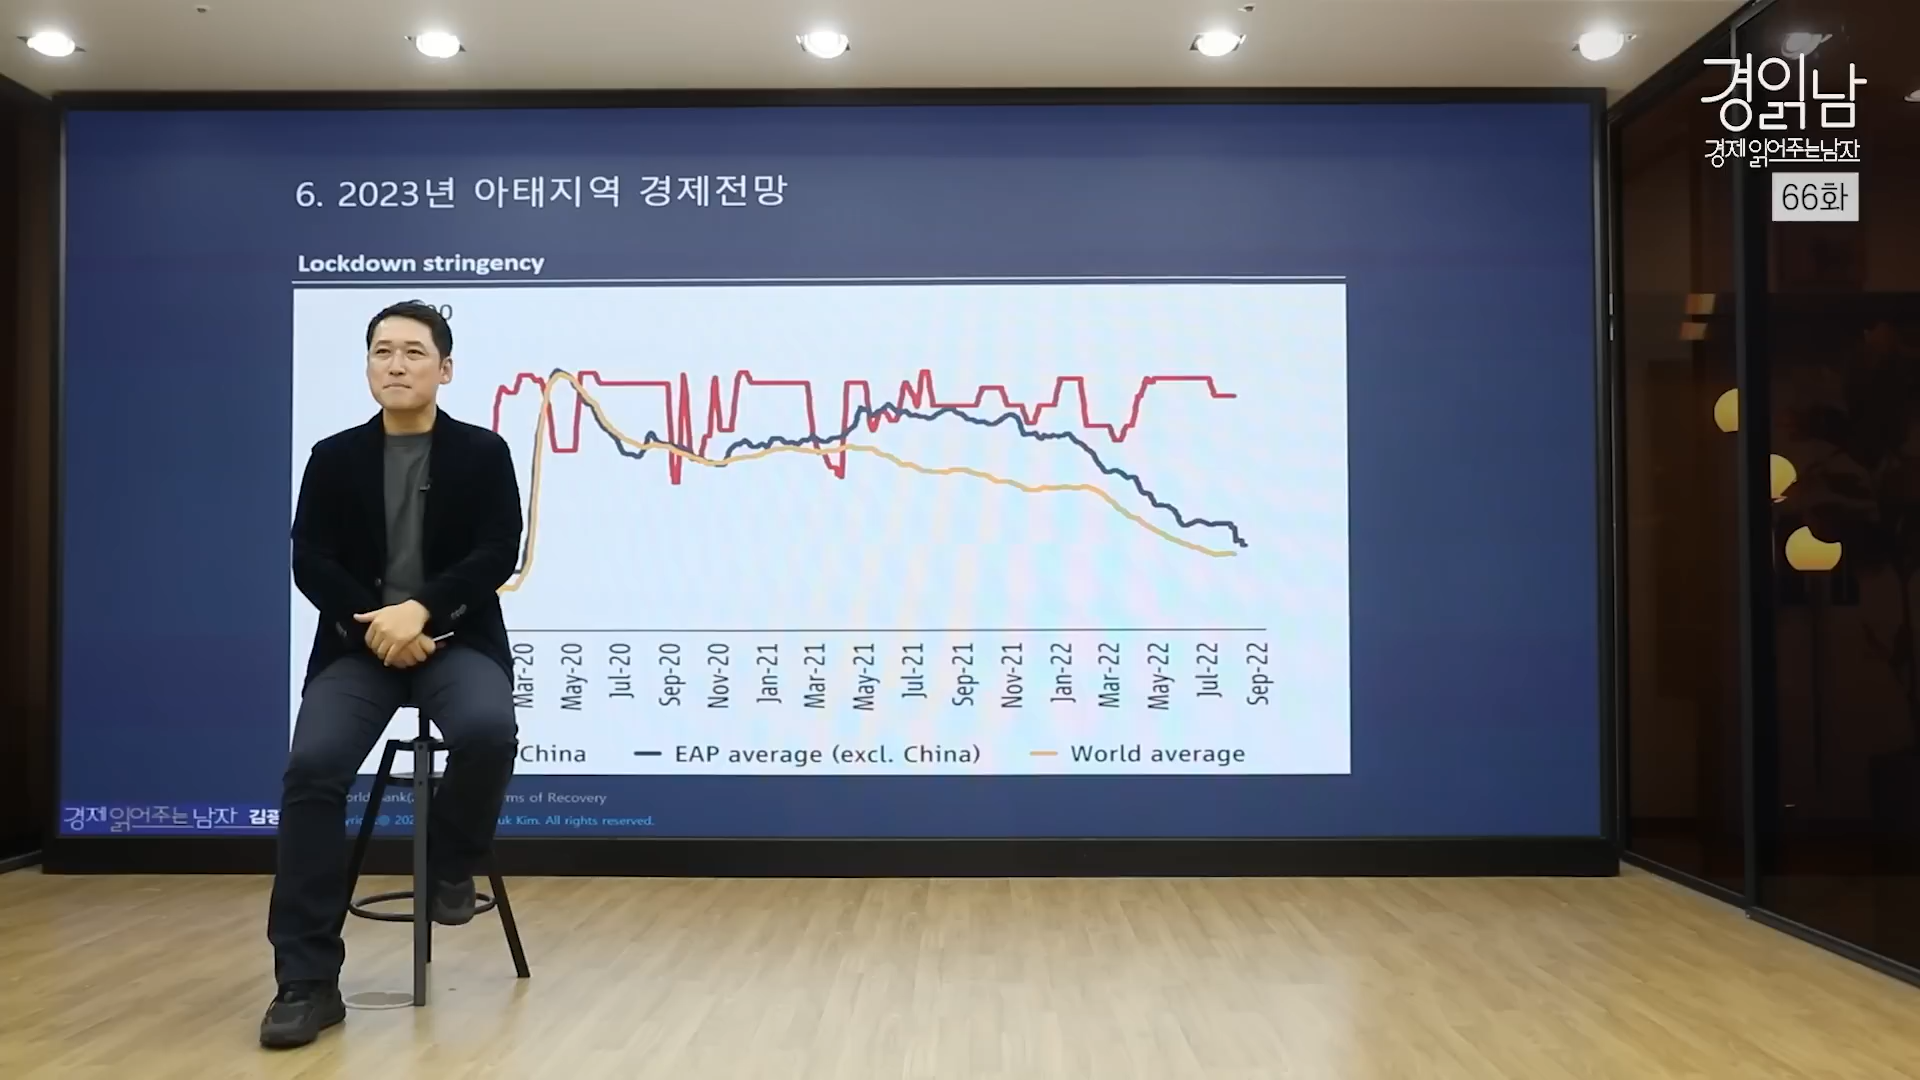 경읽남
경제 읽어주는남자
66화
6. 2023년 아태지역 경제전망
Lockdown stringency
Mar-20
May-20
Jul-20
Sep-20
Nov-20
Jan-21
Mar-21
May-21
Jul-21
Sep-21
Nov-21
Jan-22
Mar-22
May-22
Jul-22
Sep-22
China
EAP average (excl. China)
World average
of Recovery
경제 읽어주는 남자
Kim. All rights reserved.